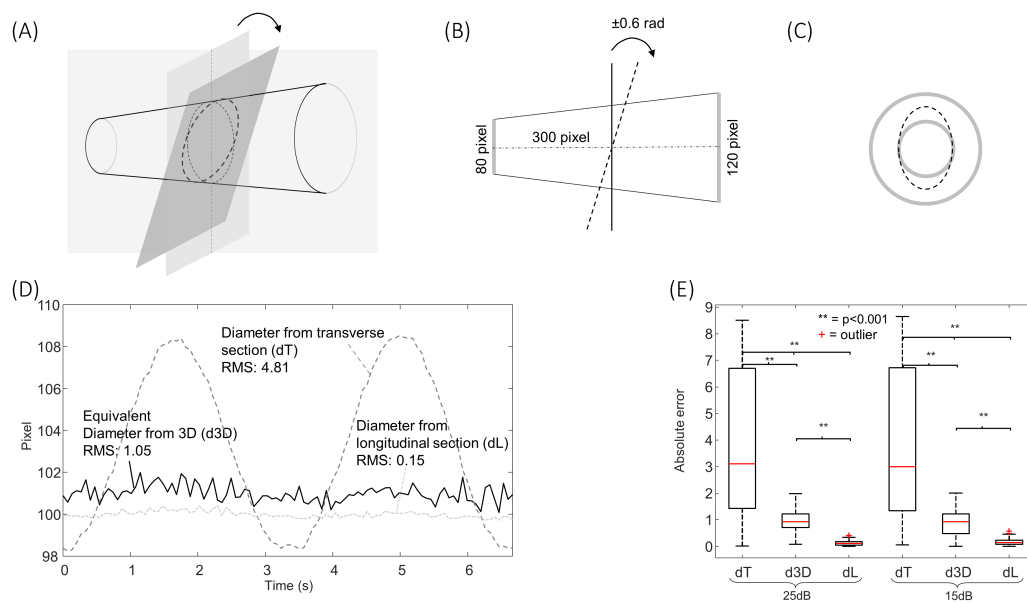 (A)
(B)
±0.6 rad
80 pixel
300 pixel
120 pixel
(C)
(D)
110
108
106
104
102
100
98
Pixel
Diameter from transverse
section (dT)
RMS: 4.81
Equivalent
Diameter from 3D (d3D)
RMS: 1.05
Diameter from
longitudinal section (dL)
RMS: 0.15
0
1
2
3
4
5
6
Time (s)
(E)
9
8
7
6
5
4
3
2
1
0
Absolute error
** = p<0.001
+ = outlier
**
**
**
**
**
**
dT
d3D
dL
dT
d3D
dL
25dB
15dB